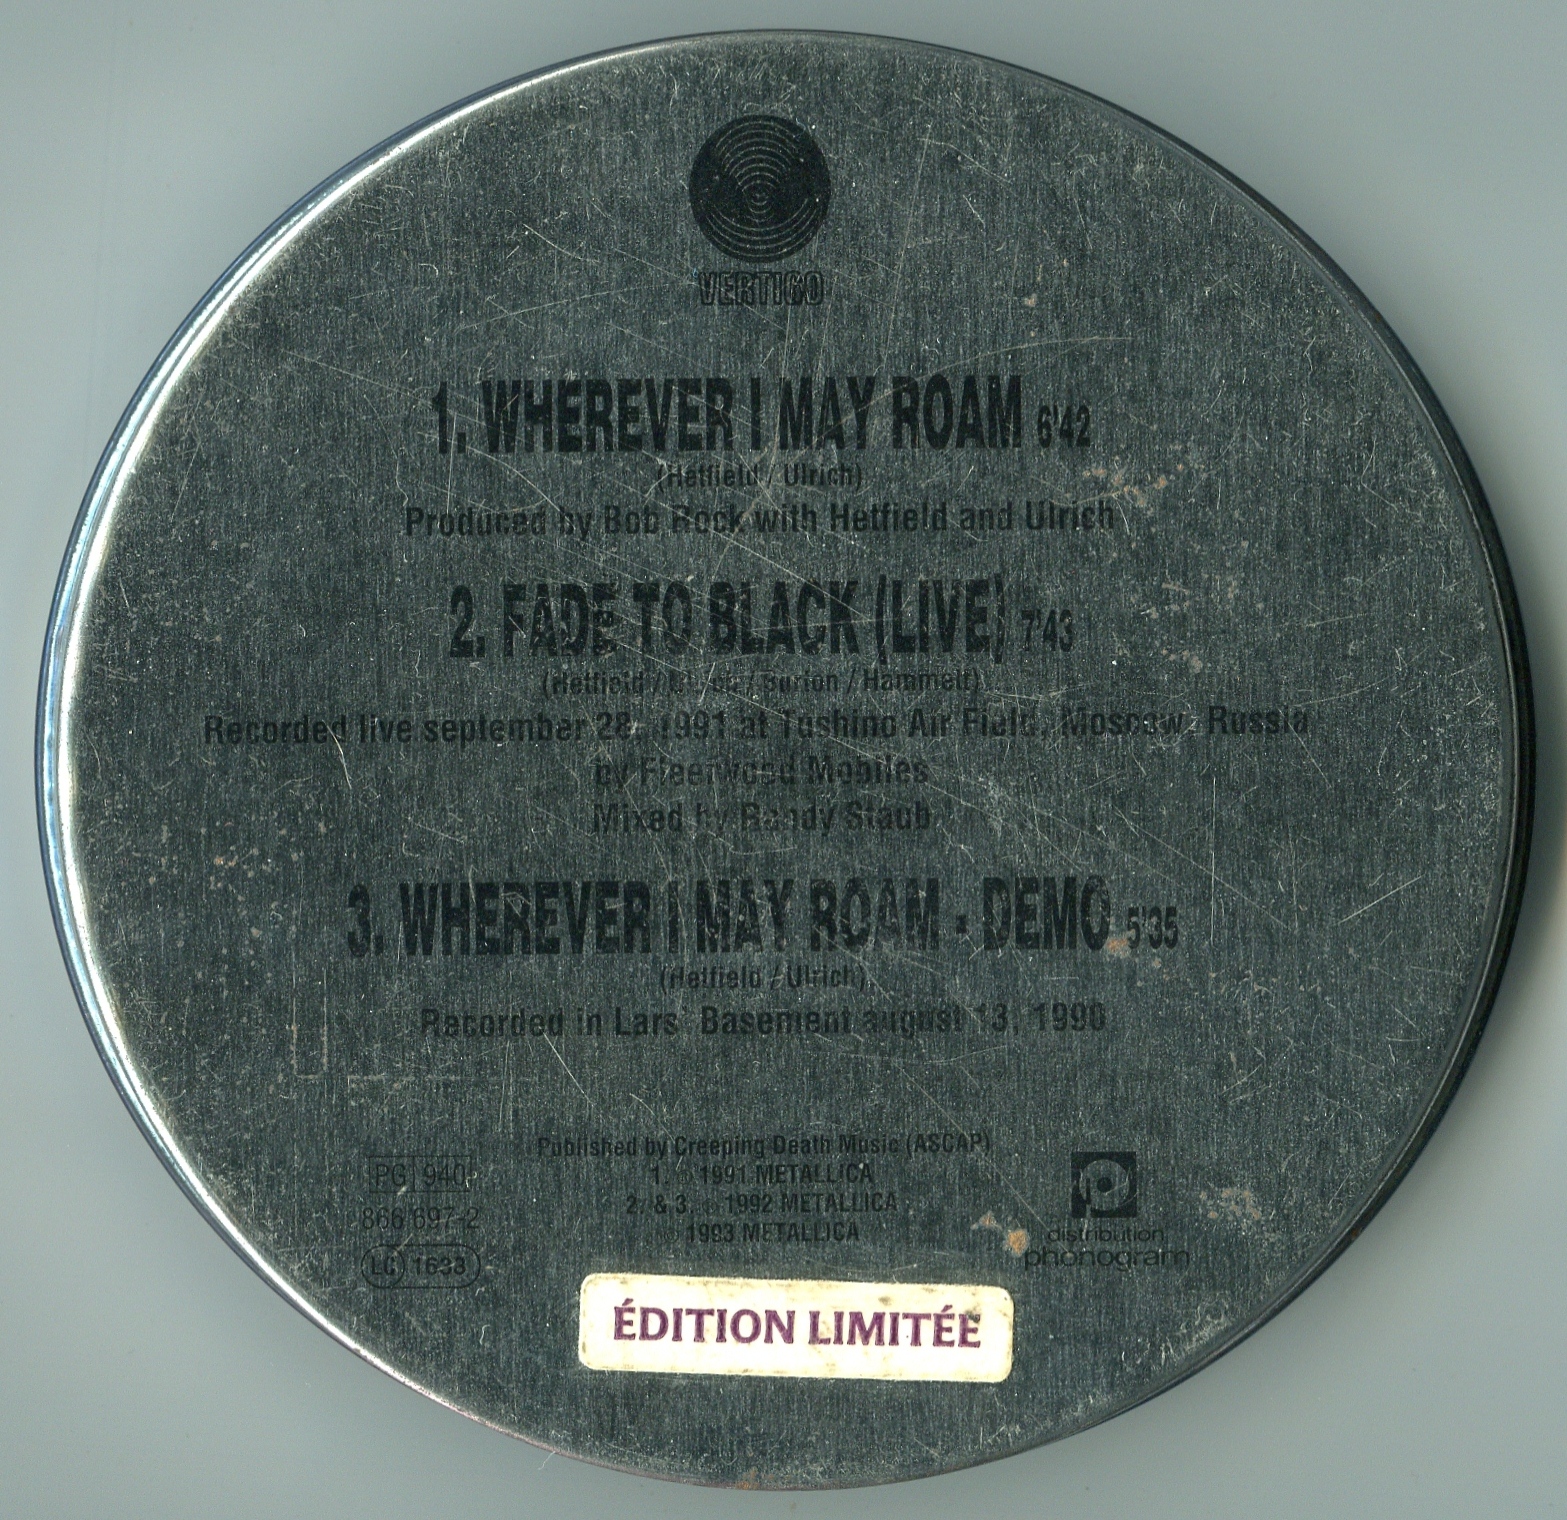 VERTIGO
1. WHEREVER I MAY ROAM 6'42
(Hetfield / Ulrich)
Produced by Bob Rock with Hetfield and Ulrich
2. FADE TO BLACK (LIVE) 7'43
(Hetfield / Ulrich / Burton / Hammett)
Recorded live september 28, 1991 at Tushino Air Field, Moscow, Russia
by Fleetwood Mobiles
Mixed by Randy Staub
3. WHEREVER I MAY ROAM - DEMO 5'35
(Hetfield / Ulrich)
Recorded in Lars' Basement august 13, 1990
Published by Creeping Death Music (ASCAP)
1. 1991 METALLICA
2. & 3. 1992 METALLICA
1993 METALLICA
PG 940
866 697-2
LC 1633
distribution
phonogram
ÉDITION LIMITÉE